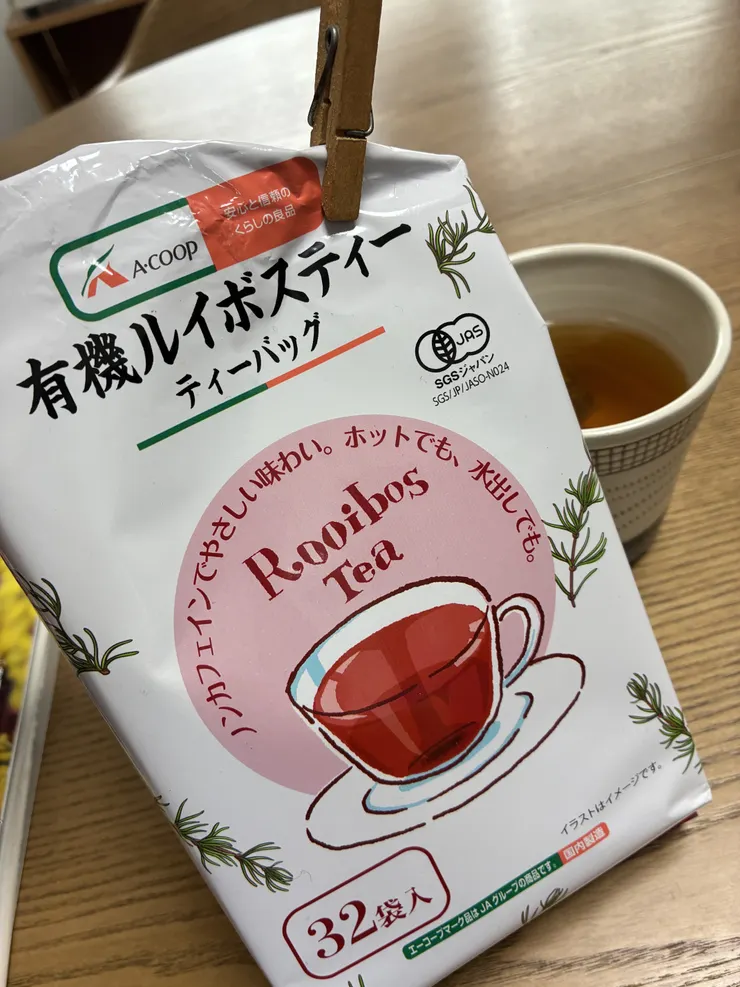 A·COOP
安心と信頼の
くらしの良品
有機ルイボスティー
ティーバッグ
JAS
SGSジャパン
SGS/JP/JASO-N024
ノンカフェインでやさしい味わい。ホットでも、水出しでも。
Rooibos
Tea
イラストはイメージです。
32袋入
エーコープマーク品はJAグループの商品です。
国内製造